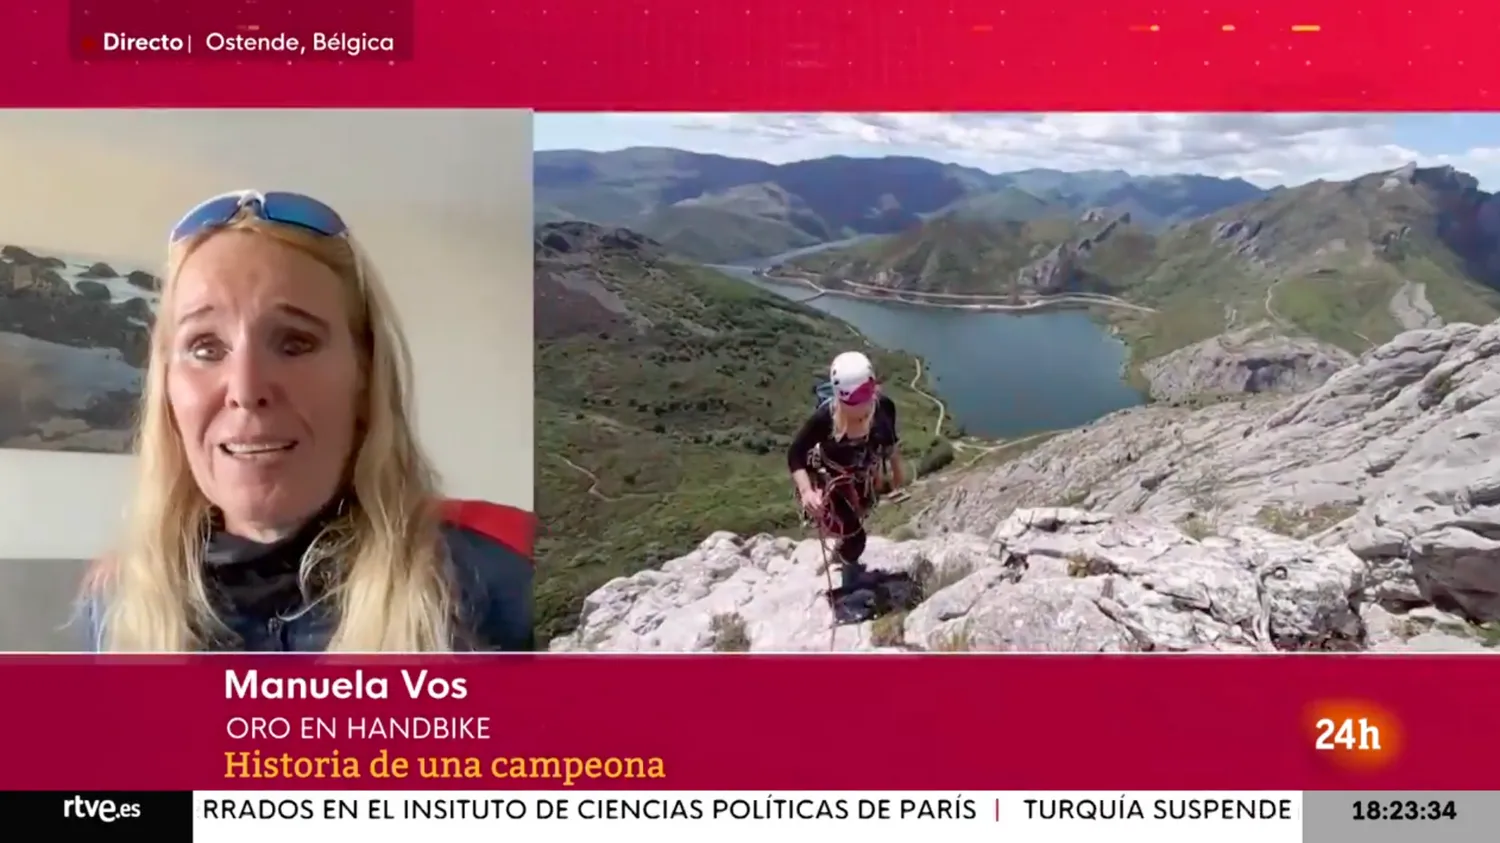 Directo | Ostende, Bélgica
Manuela Vos
ORO EN HANDBIKE
Historia de una campeona
24h
rtve.es
RRADOS EN EL INSITUTO DE CIENCIAS POLÍTICAS DE PARÍS | TURQUÍA SUSPENDE
18:23:34